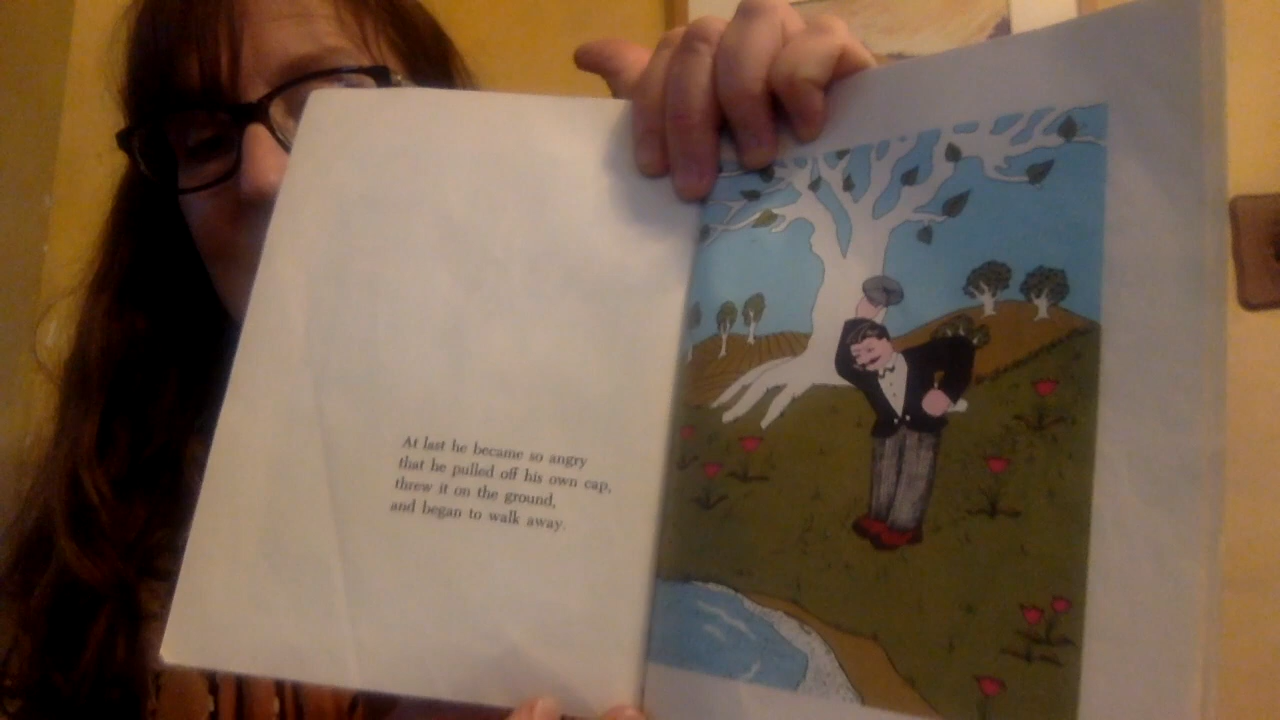 At last he became so angry
that he pulled off his own cap,
threw it on the ground,
and began to walk away.